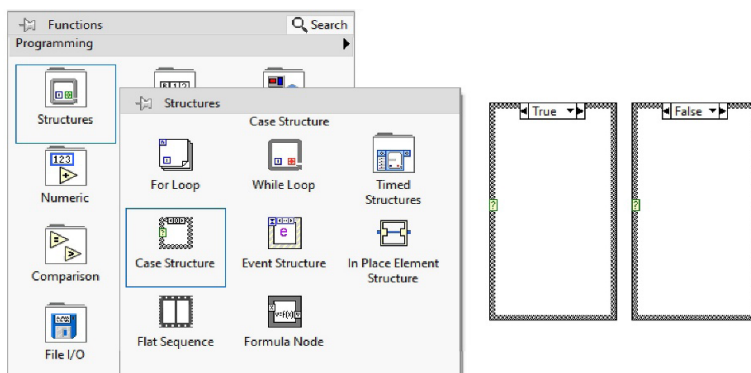 Functions
Search
Programming
Structures
Numeric
Comparison
File I/O
Structures
Case Structure
For Loop
While Loop
Timed
Structures
Case Structure
Event Structure
In Place Element
Structure
Flat Sequence
Formula Node
123
e
True
False
?
?